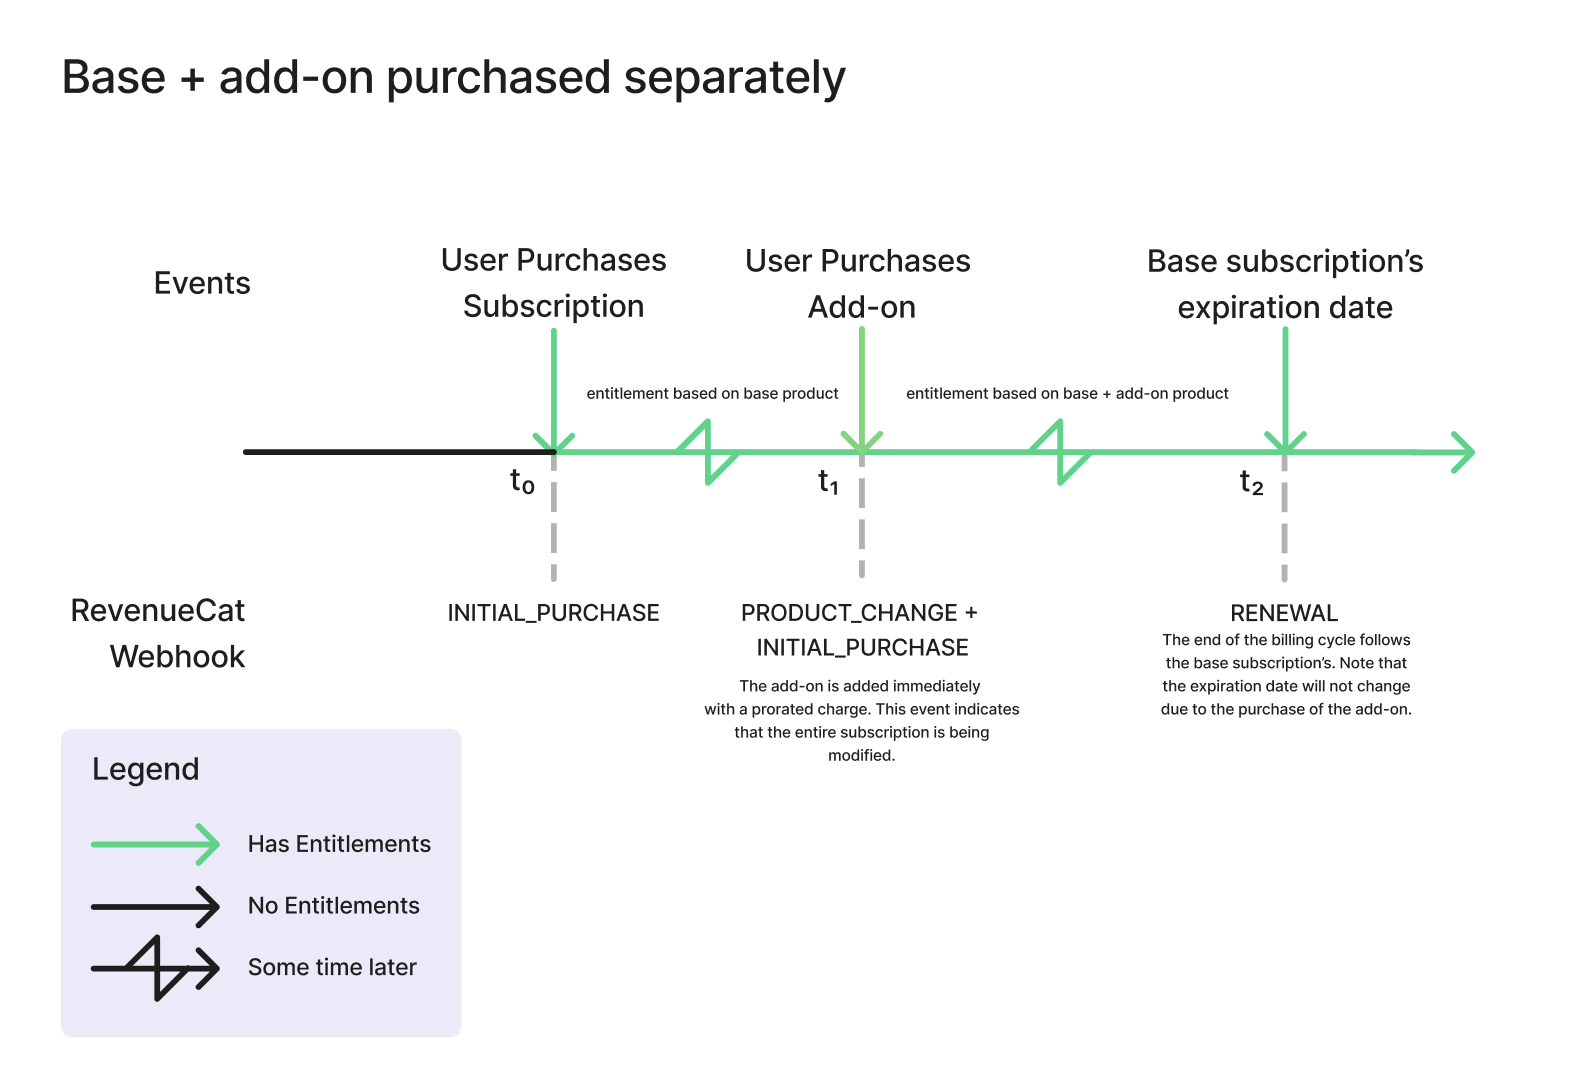 Base + add-on purchased separately
Events
User Purchases
Subscription
User Purchases
Add-on
Base subscription's
expiration date
entitlement based on base product
entitlement based on base + add-on product
t₀
t₁
t₂
RevenueCat
Webhook
INITIAL_PURCHASE
PRODUCT_CHANGE +
INITIAL_PURCHASE
The add-on is added immediately
with a prorated charge. This event indicates
that the entire subscription is being
modified.
RENEWAL
The end of the billing cycle follows
the base subscription's. Note that
the expiration date will not change
due to the purchase of the add-on.
Legend
Has Entitlements
No Entitlements
Some time later